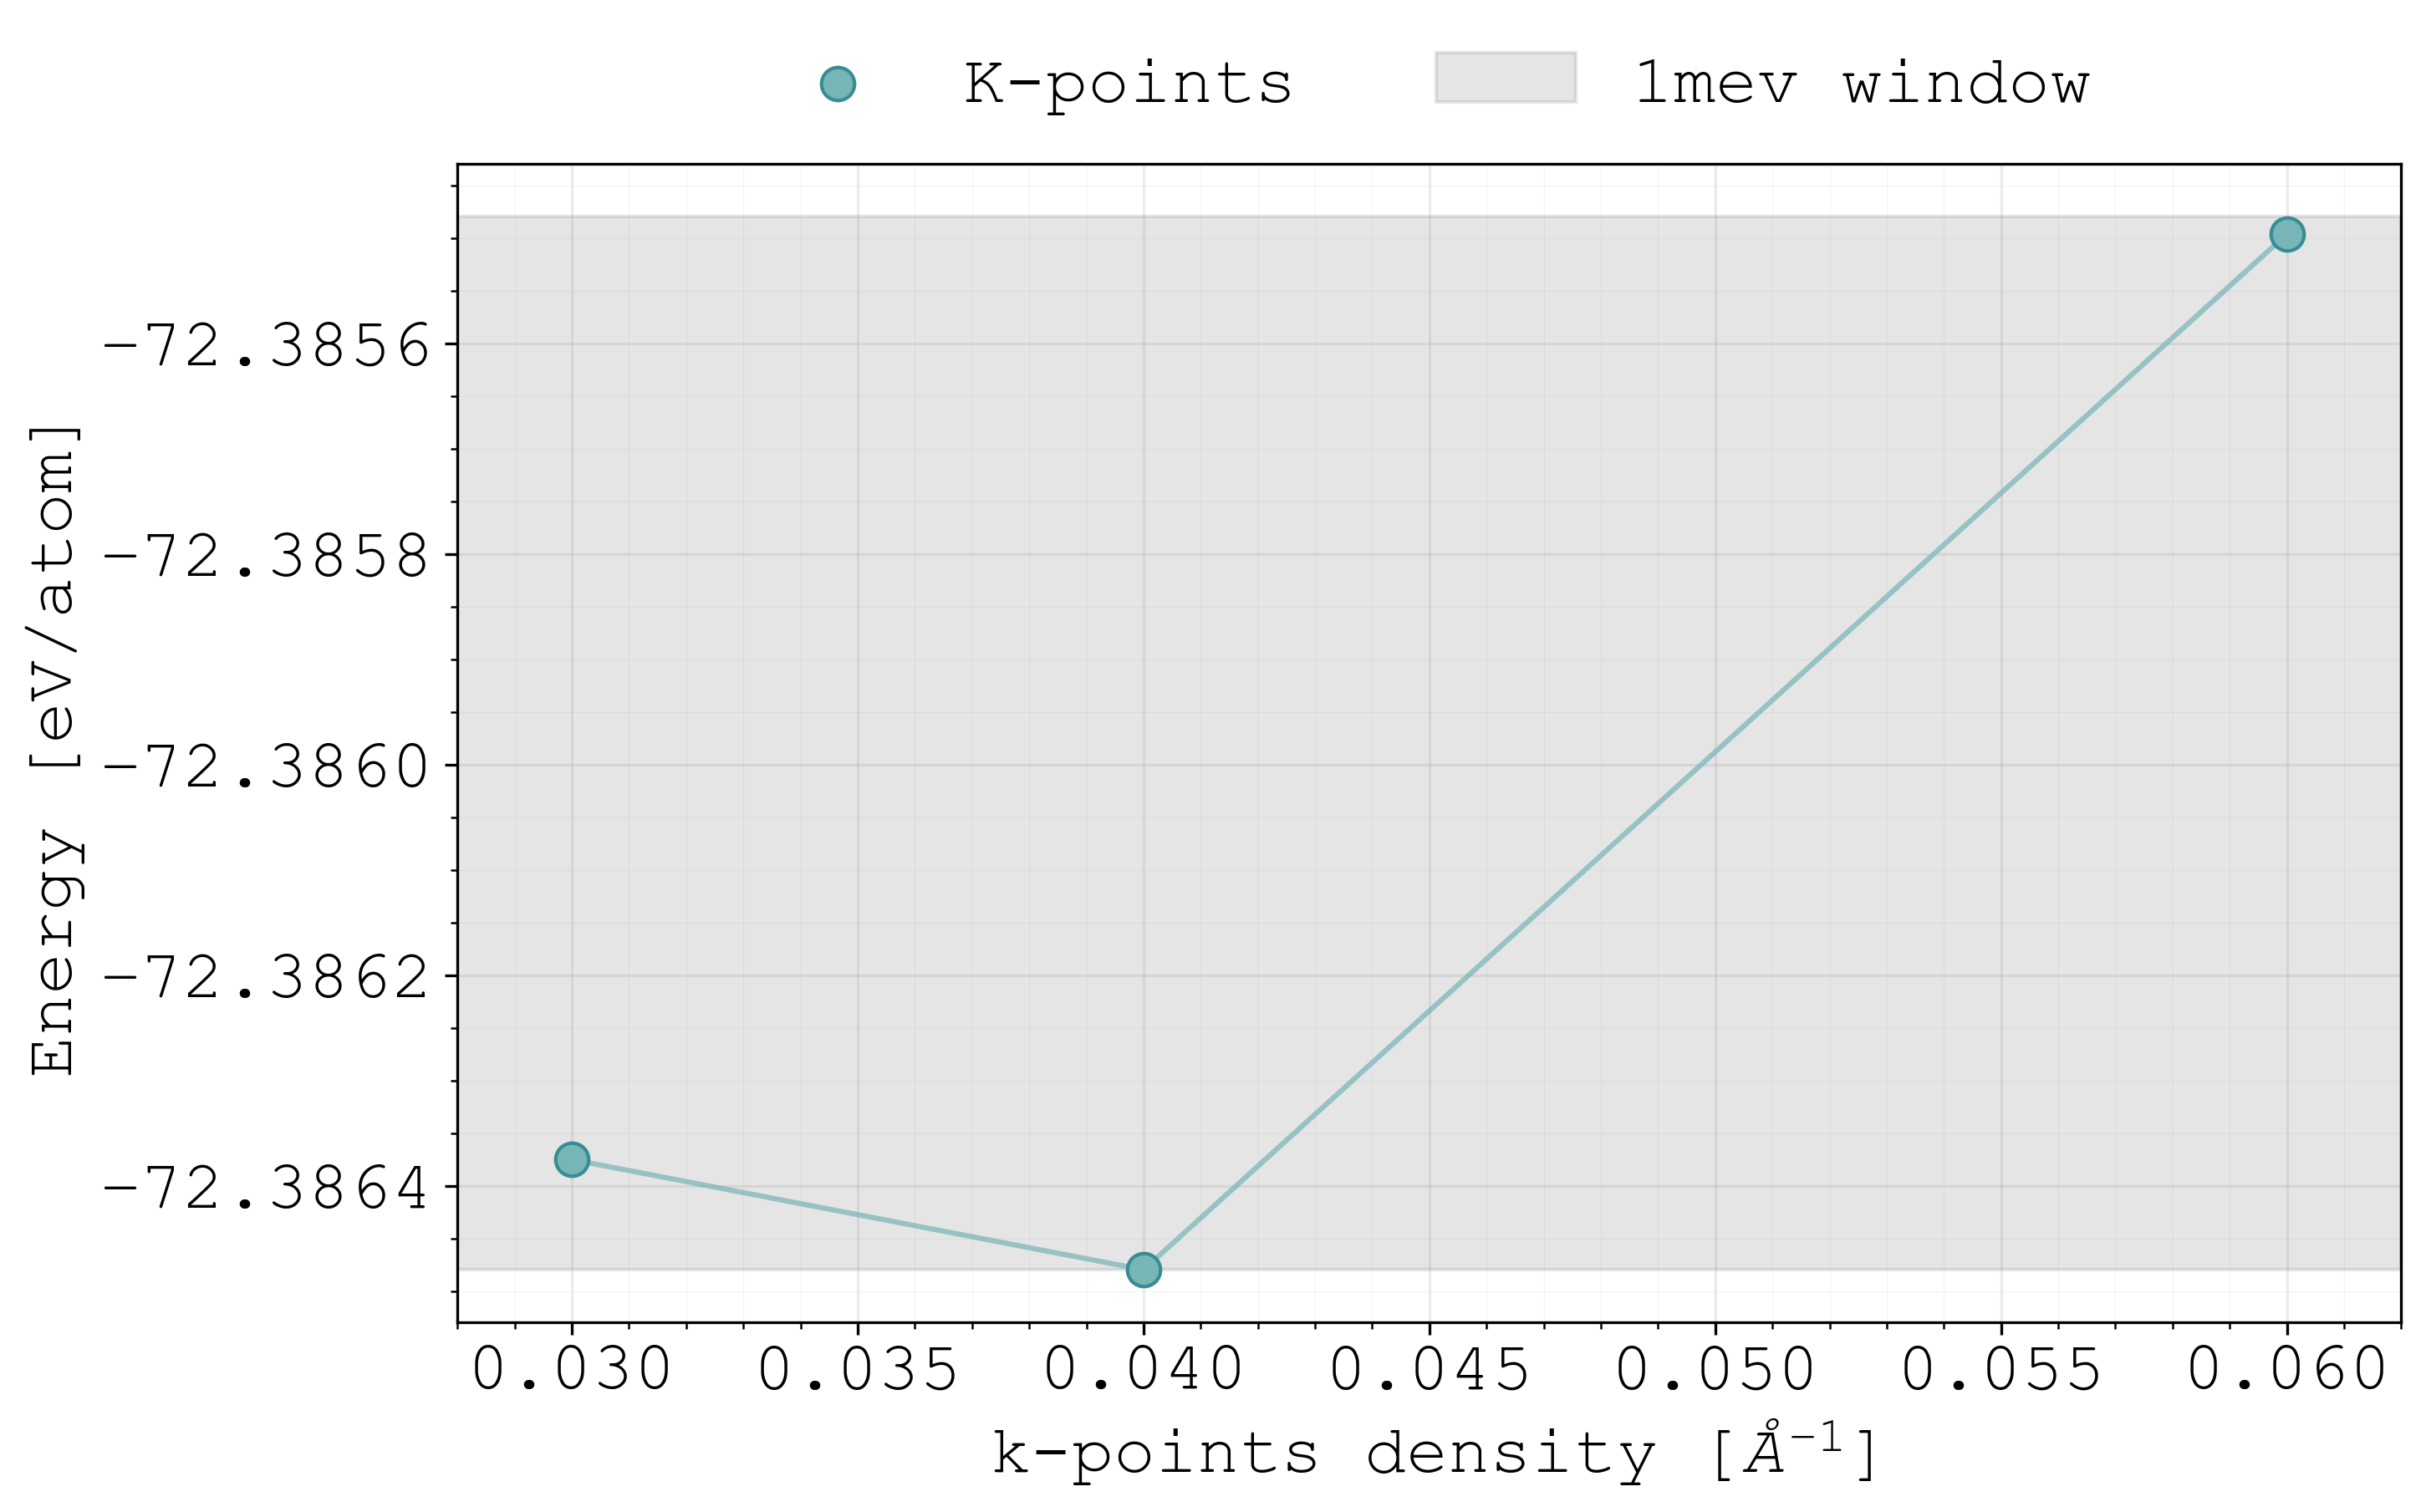 K-points
1mev window
Energy [eV/atom]
-72.3856
-72.3858
-72.3860
-72.3862
-72.3864
0.030 0.035 0.040 0.045 0.050 0.055 0.060
k-points density [Å⁻¹]